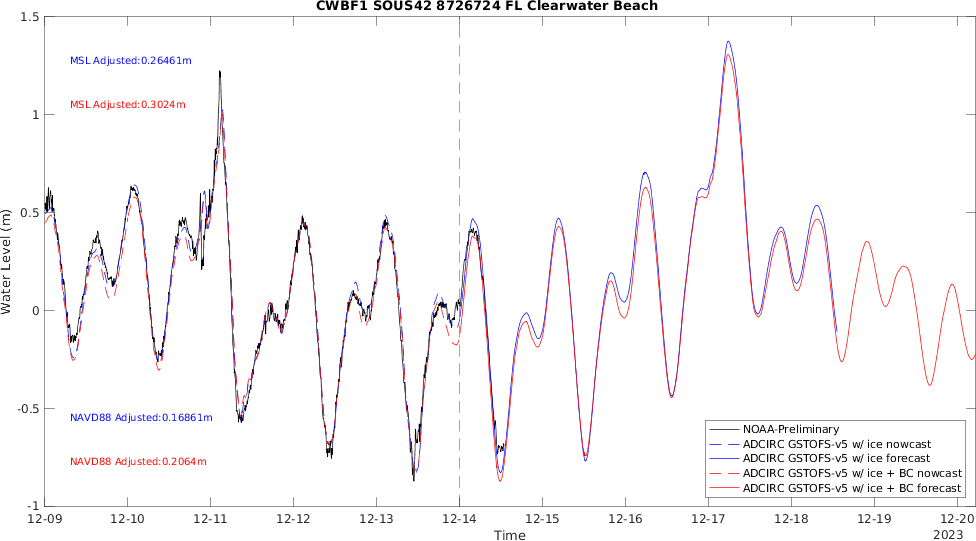 CWBF1 SOUS42 8726724 FL Clearwater Beach
1.5
1
0.5
0
-0.5
-1
Water Level (m)
MSL Adjusted:0.26461m
MSL Adjusted:0.3024m
NAVD88 Adjusted:0.16861m
NAVD88 Adjusted:0.2064m
NOAA-Preliminary
ADCIRC GSTOFS-v5 w/ ice nowcast
ADCIRC GSTOFS-v5 w/ ice forecast
ADCIRC GSTOFS-v5 w/ ice + BC nowcast
ADCIRC GSTOFS-v5 w/ ice + BC forecast
12-09 12-10 12-11 12-12 12-13 12-14 12-15 12-16 12-17 12-18 12-19 12-20
Time
2023